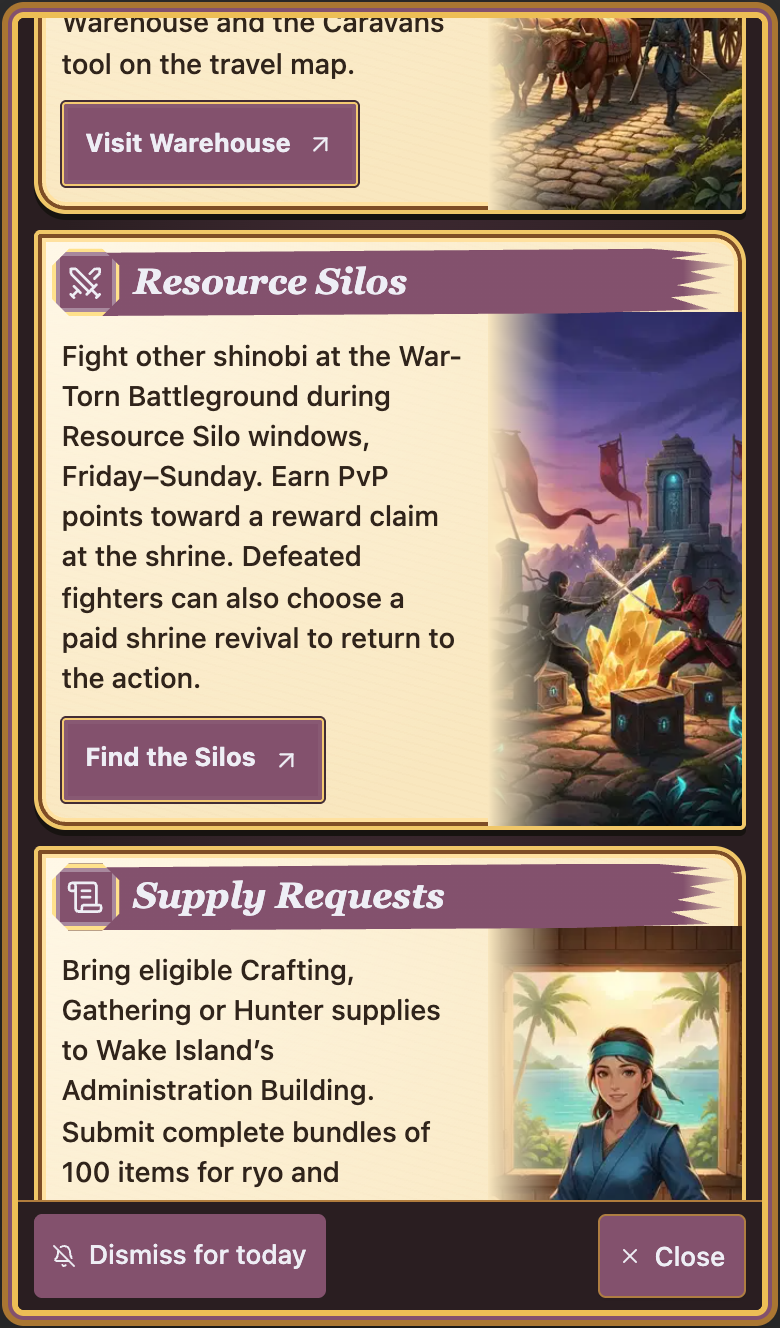 Warehouse and the Caravans
tool on the travel map.
Visit Warehouse
Resource Silos
Fight other shinobi at the War-
Torn Battleground during
Resource Silo windows,
Friday–Sunday. Earn PvP
points toward a reward claim
at the shrine. Defeated
fighters can also choose a
paid shrine revival to return to
the action.
Find the Silos
Supply Requests
Bring eligible Crafting,
Gathering or Hunter supplies
to Wake Island’s
Administration Building.
Submit complete bundles of
100 items for ryo and
Dismiss for today
Close